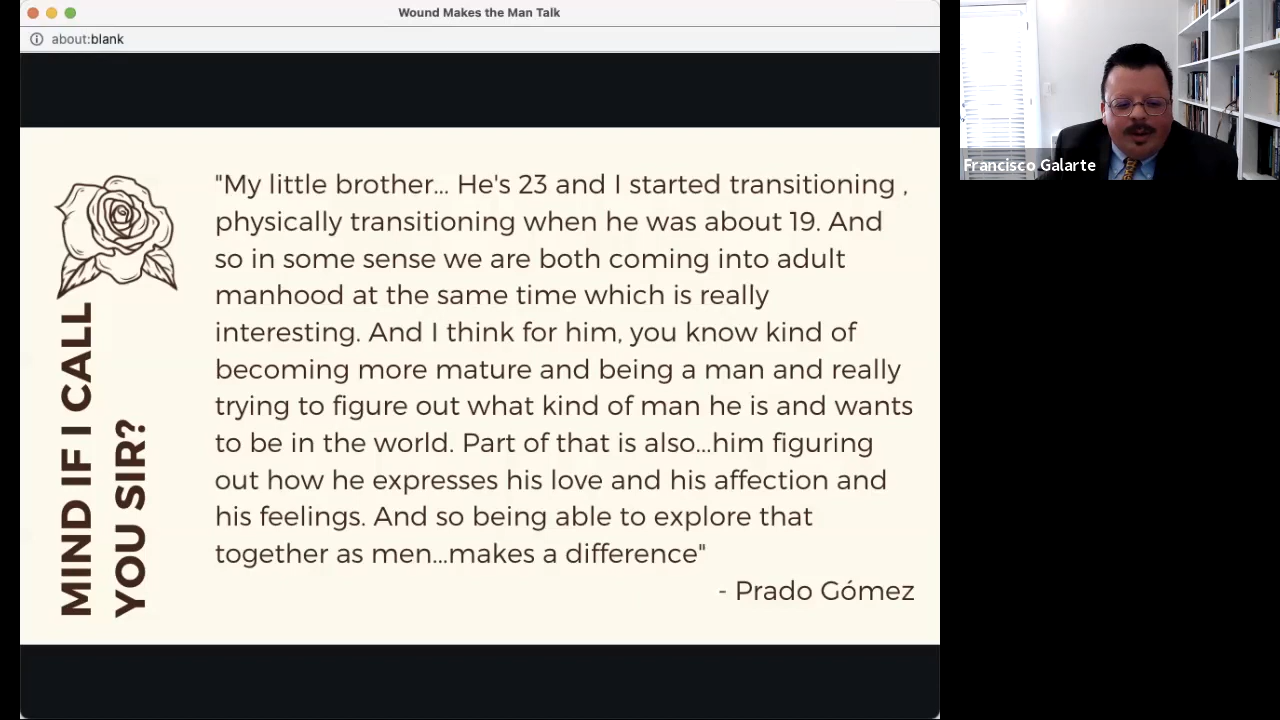 Wound Makes the Man Talk
about:blank
MIND IF I CALL
YOU SIR?
"My little brother... He's 23 and I started transitioning ,
physically transitioning when he was about 19. And
so in some sense we are both coming into adult
manhood at the same time which is really
interesting. And I think for him, you know kind of
becoming more mature and being a man and really
trying to figure out what kind of man he is and wants
to be in the world. Part of that is also...him figuring
out how he expresses his love and his affection and
his feelings. And so being able to explore that
together as men...makes a difference"
- Prado Gómez
Francisco Galarte